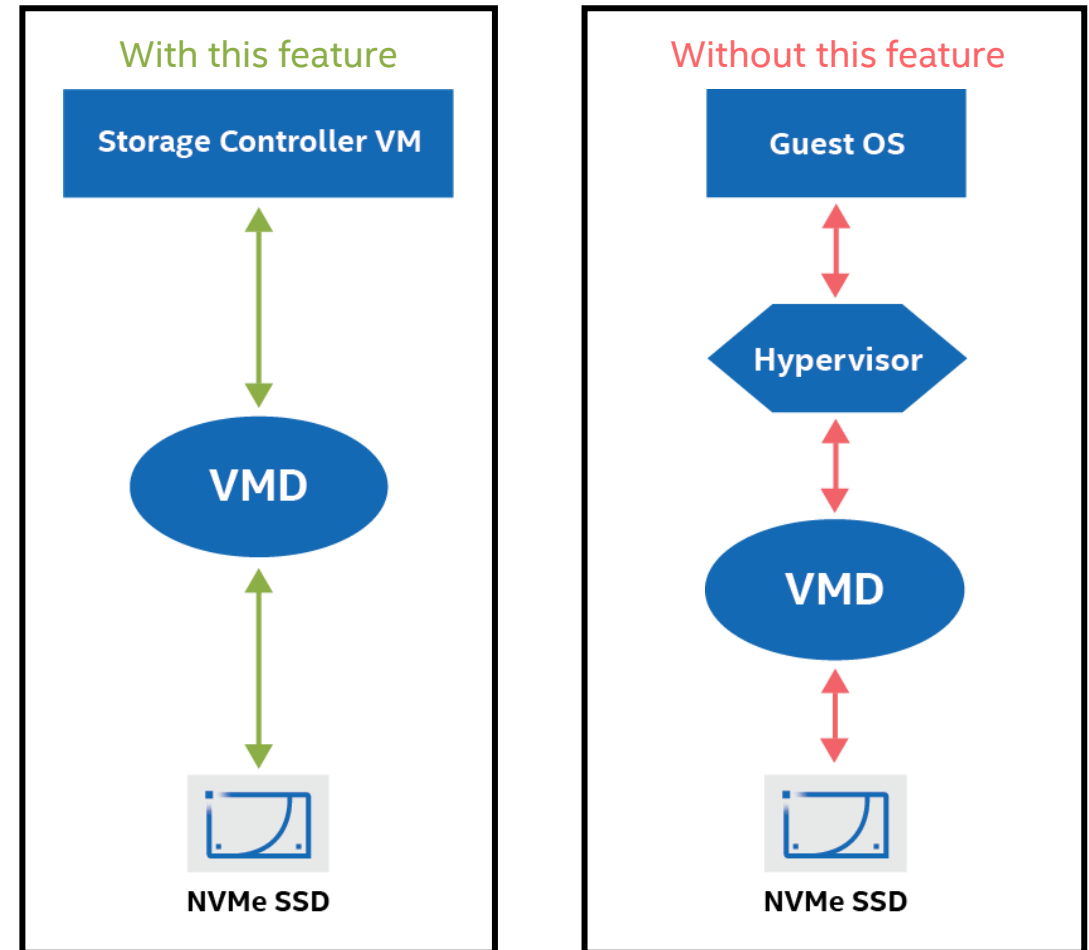 With this feature
Storage Controller VM
VMD
NVMe SSD
Without this feature
Guest OS
Hypervisor
VMD
NVMe SSD